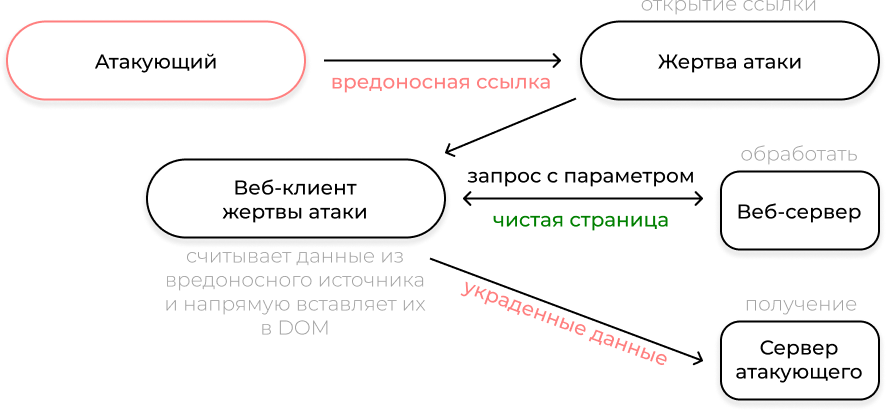 открытие ссылки
Атакующий
вредоносная ссылка
Жертва атаки
Веб-клиент
жертвы атаки
запрос с параметром
чистая страница
обработать
Веб-сервер
считывает данные из
вредоносного источника
и напрямую вставляет их
в DOM
украденные данные
получение
Сервер
атакующего